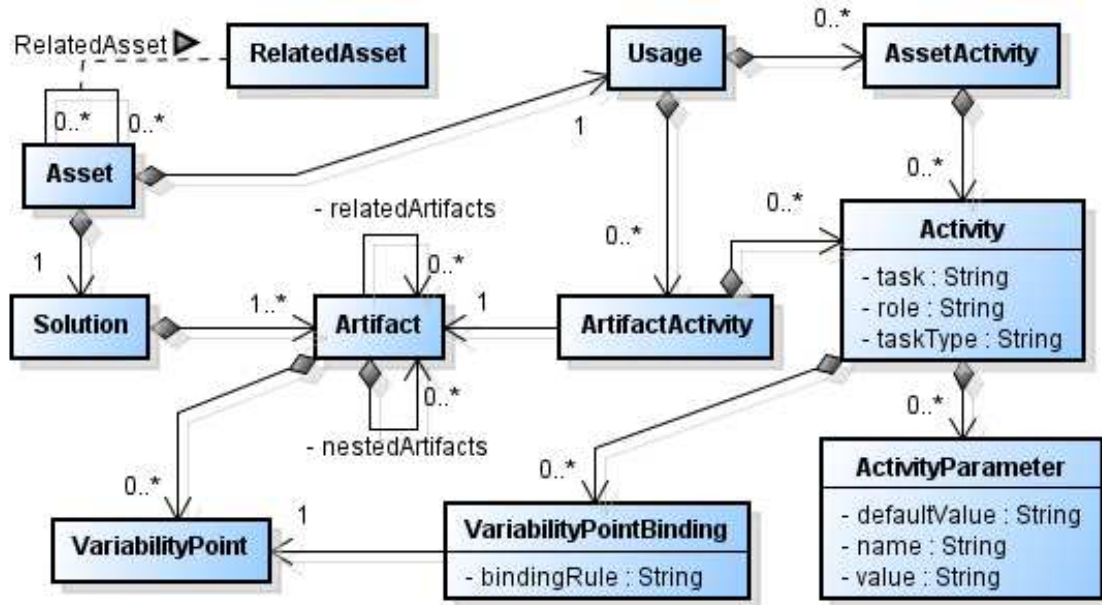 0..*
RelatedAsset
RelatedAsset
Usage
AssetActivity
0..*
0..*
1
Asset
0..*
- relatedArtifacts
0..*
Activity
1
0..*
0..*
- task : String
- role : String
- taskType : String
1..*
1
Solution
Artifact
ArtifactActivity
0..*
0..*
- nestedArtifacts
ActivityParameter
0..*
0..*
- defaultValue : String
- name : String
- value : String
1
VariabilityPoint
VariabilityPointBinding
- bindingRule : String